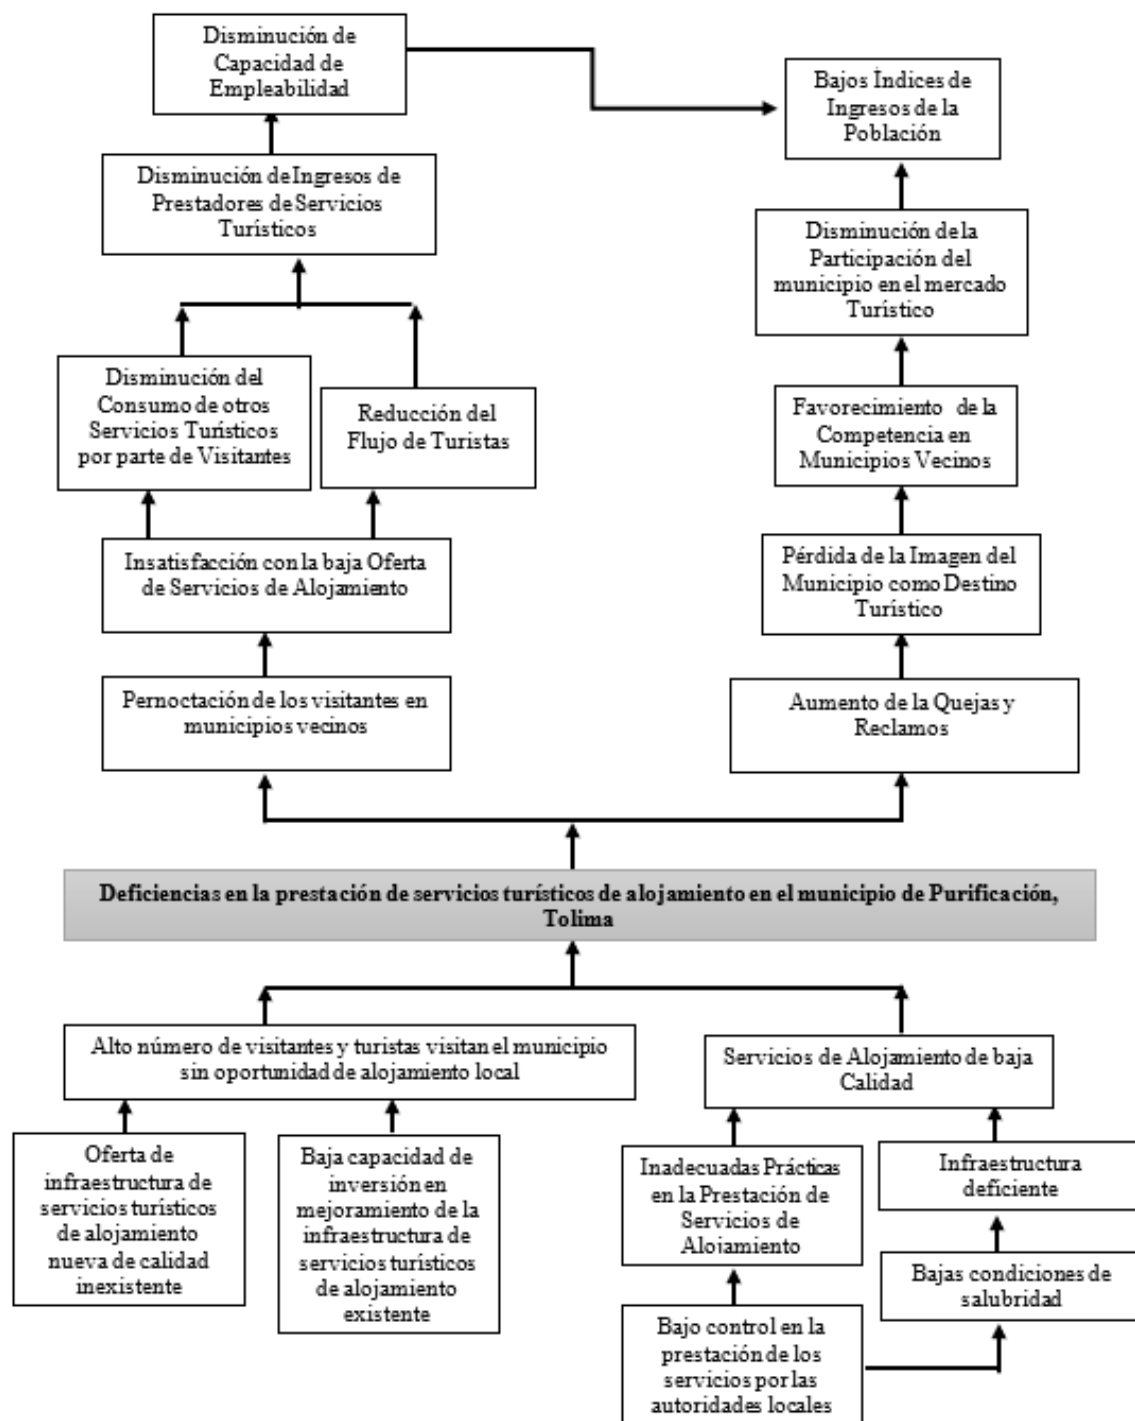 Disminución de
Capacidad de
Empleabilidad
Bajos Índices de
Ingresos de la
Población
Disminución de Ingresos de
Prestadores de Servicios
Turísticos
Disminución de la
Participación del
municipio en el mercado
Turístico
Disminución del
Consumo de otros
Servicios Turísticos
por parte de Visitantes
Reducción del
Flujo de Turistas
Favorecimiento de la
Competencia en
Municipios Vecinos
Insatisfacción con la baja Oferta
de Servicios de Alojamiento
Pérdida de la Imagen del
Municipio como Destino
Turístico
Pernoctación de los visitantes en
municipios vecinos
Aumento de la Quejas y
Reclamos
Deficiencias en la prestación de servicios turísticos de alojamiento en el municipio de Purificación,
Tolima
Alto número de visitantes y turistas visitan el municipio
sin oportunidad de alojamiento local
Servicios de Alojamiento de baja
Calidad
Oferta de
infraestructura de
servicios turísticos
de alojamiento
nueva de calidad
inexistente
Baja capacidad de
inversión en
mejoramiento de la
infraestructura de
servicios turísticos
de alojamiento
existente
Inadecuadas Prácticas
en la Prestación de
Servicios de
Alojamiento
Infraestructura
deficiente
Bajas condiciones de
salubridad
Bajo control en la
prestación de los
servicios por las
autoridades locales